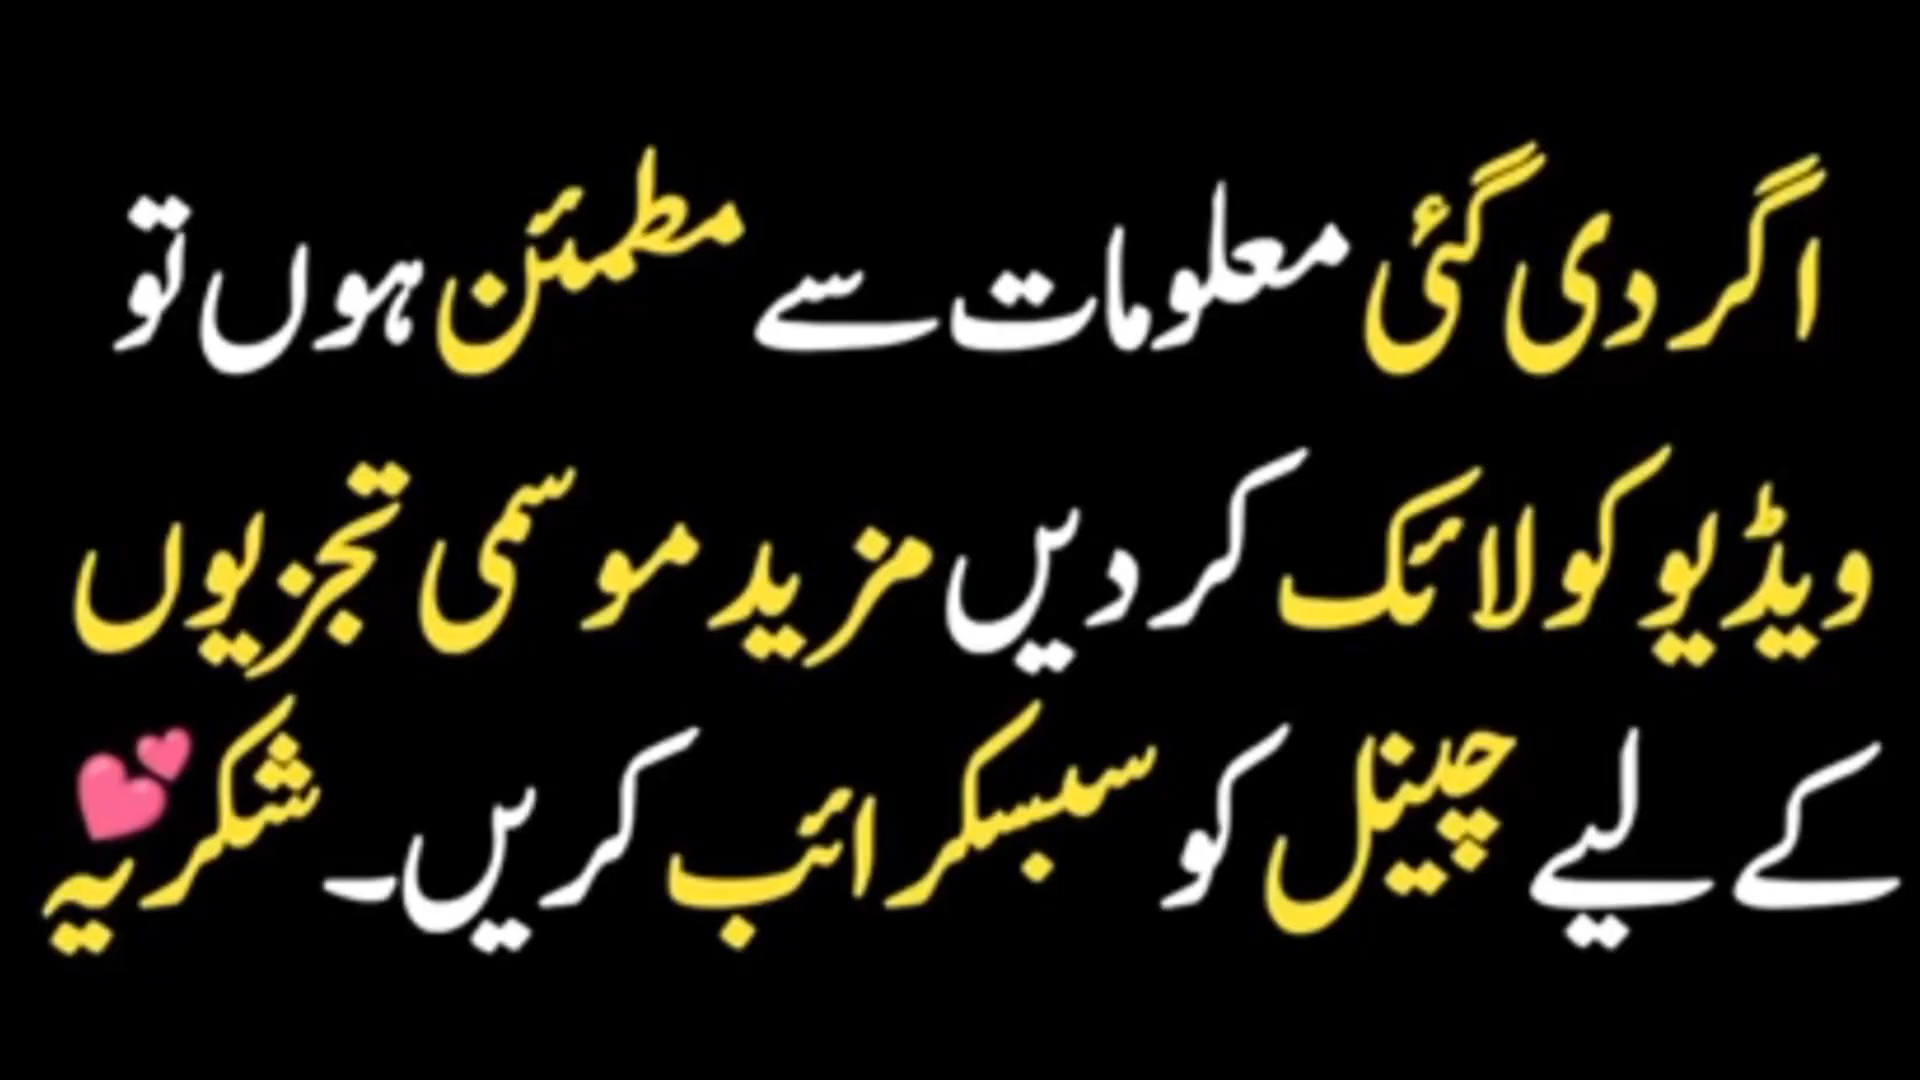 اگر دی گئی معلومات سے مطمئن ہوں تو
ویڈیو کو لائک کر دیں مزید موسمی تجزیوں
کے لیے چینل کو سبسکرائب کریں۔ شکریہ 💕